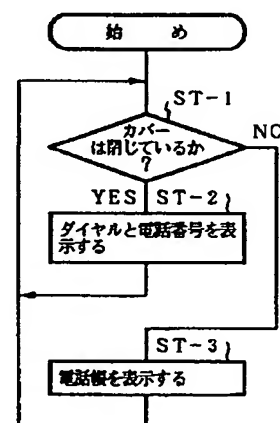 始 め
ST-1
カバー
は閉じているか
?
NO
YES
ST-2
ダイヤルと電話番号を表
示する
ST-3
電話帳を表示する